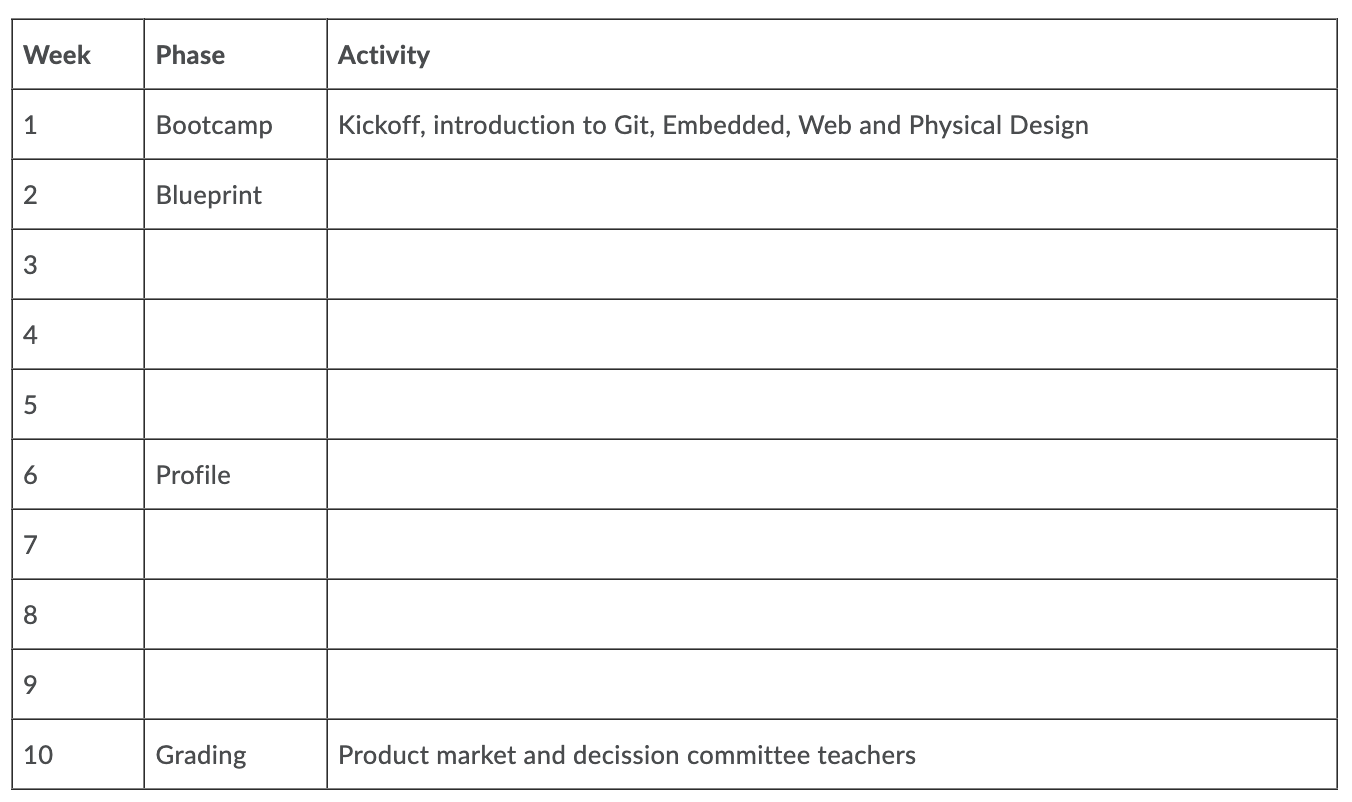 Week Phase Activity
1 Bootcamp Kickoff, introduction to Git, Embedded, Web and Physical Design
2 Blueprint
3
4
5
6 Profile
7
8
9
10 Grading Product market and decission committee teachers